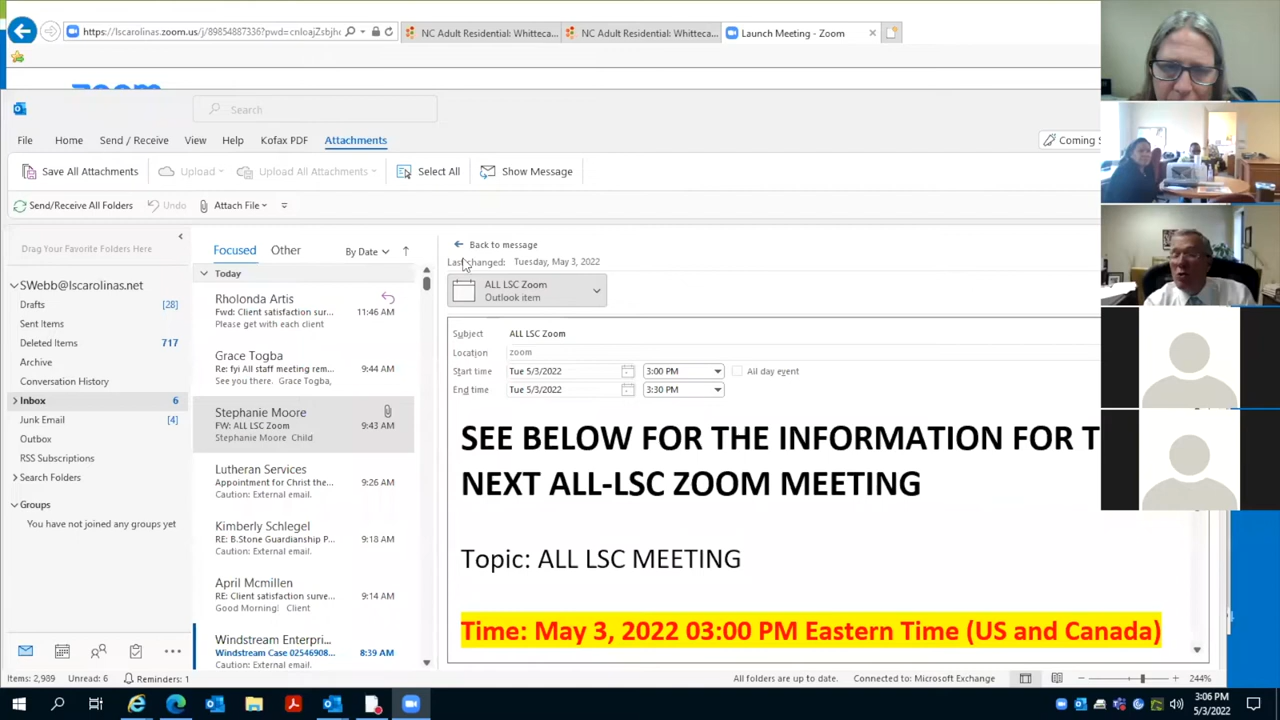 https://lscarolinas.zoom.us/j/89854887336?pwd=cnloajZsbjh
NC Adult Residential: Whitteca...
NC Adult Residential: Whitteca...
Launch Meeting - Zoom
zoom
Search
File Home Send / Receive View Help Kofax PDF Attachments
Coming S
Save All Attachments Upload Upload All Attachments Select All Show Message
Send/Receive All Folders Undo Attach File
Drag Your Favorite Folders Here
SWebb@lscarolinas.net
Drafts [28]
Sent Items
Deleted Items 717
Archive
Conversation History
Inbox 6
Junk Email [4]
Outbox
RSS Subscriptions
Search Folders
Groups
You have not joined any groups yet
Focused Other By Date
Today
Rholonda Artis
Fwd: Client satisfaction sur... 11:46 AM
Please get with each client
Grace Togba
Re: fyi All staff meeting rem... 9:44 AM
See you there. Grace Togba,
Stephanie Moore
FW: ALL LSC Zoom 9:43 AM
Stephanie Moore Child
Lutheran Services
Appointment for Christ the... 9:26 AM
Caution: External email.
Kimberly Schlegel
RE: B.Stone Guardianship P... 9:18 AM
Caution: External email.
April Mcmillen
RE: Client satisfaction surve... 9:14 AM
Good Morning! Client
Windstream Enterpri...
Windstream Case 02546908... 8:39 AM
Caution: External email.
Back to message
Last changed: Tuesday, May 3, 2022
ALL LSC Zoom
Outlook item
Subject ALL LSC Zoom
Location zoom
Start time Tue 5/3/2022 3:00 PM All day event
End time Tue 5/3/2022 3:30 PM
SEE BELOW FOR THE INFORMATION FOR T
NEXT ALL-LSC ZOOM MEETING
Topic: ALL LSC MEETING
Time: May 3, 2022 03:00 PM Eastern Time (US and Canada)
Items: 2,989 Unread: 6 Reminders: 1
All folders are up to date. Connected to: Microsoft Exchange 244%
3:06 PM
5/3/2022